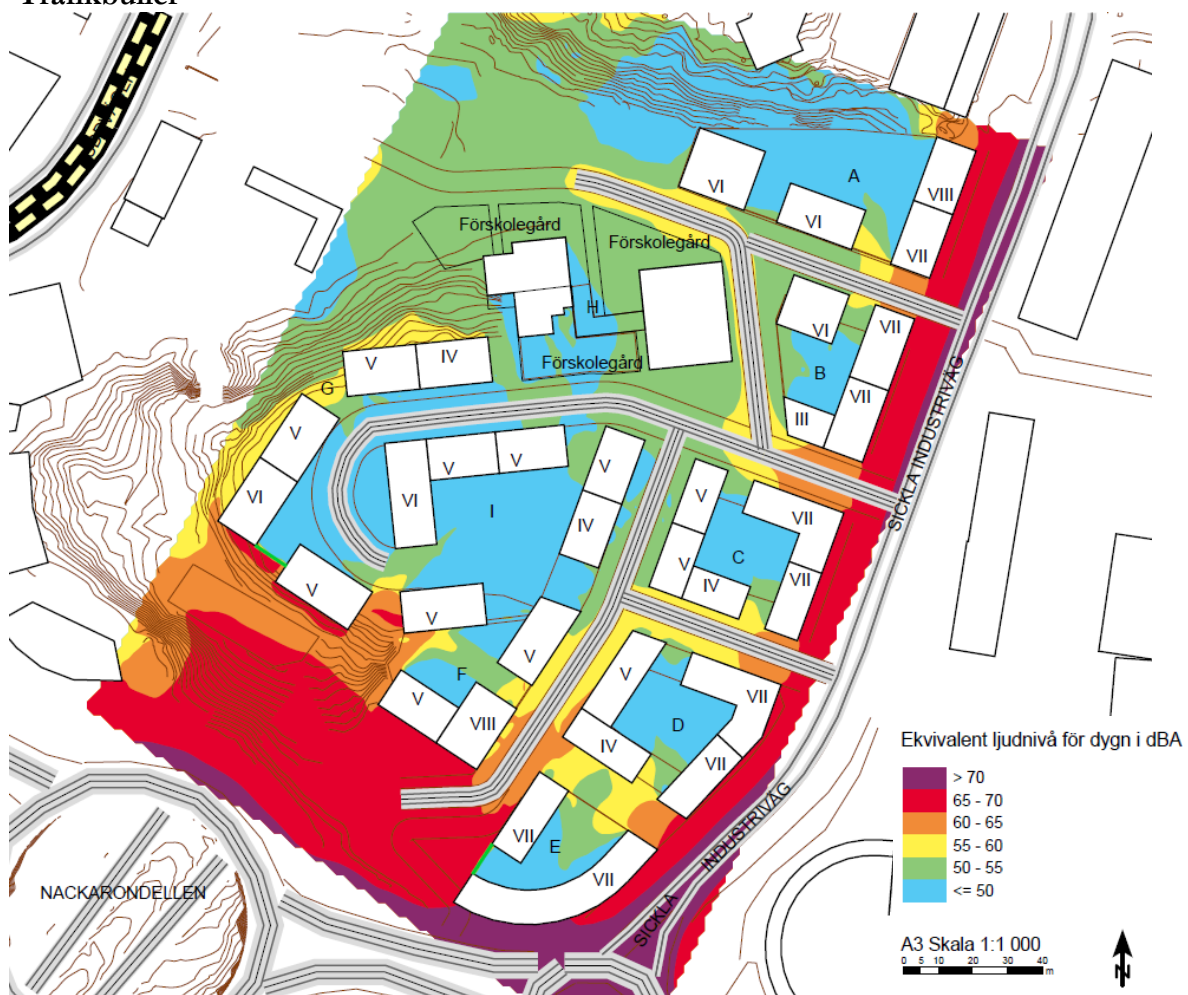 Trafikbuller
A
VI
VIII
VI
VII
Förskolegård
Förskolegård
H
VI
VII
B
VII
III
Förskolegård
V
IV
G
V
VI
V
V
VI
I
V
IV
V
V
V
VII
C
V
IV
VII
V
F
V
VIII
V
VII
D
IV
VII
VII
E
VII
SICKLA INDUSTRIVÄG
SICKLA INDUSTRIVÄG
NACKARONDELLEN
Ekvivalent ljudnivå för dygn i dBA
> 70
65 - 70
60 - 65
55 - 60
50 - 55
<= 50
A3 Skala 1:1 000
0 5 10 20 30 40
m
N